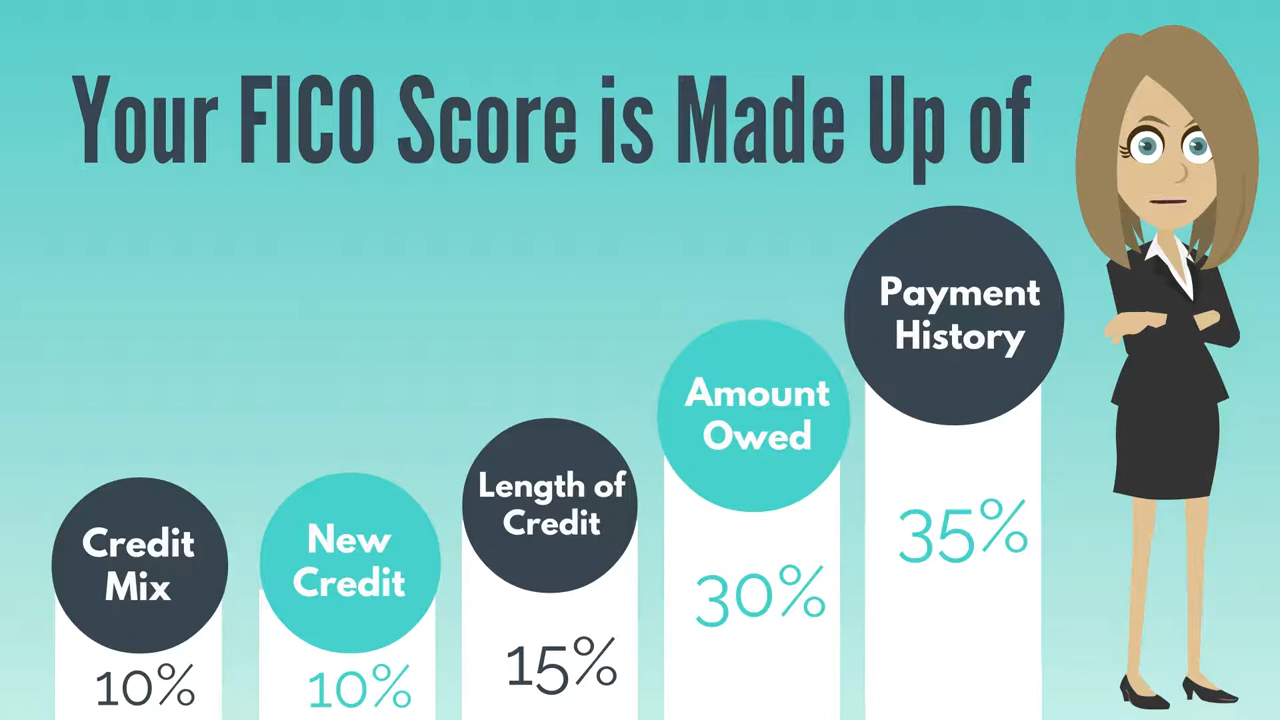 Your FICO Score is Made Up of
Credit
Mix
10%
New
Credit
10%
Length of
Credit
15%
Amount
Owed
30%
Payment
History
35%